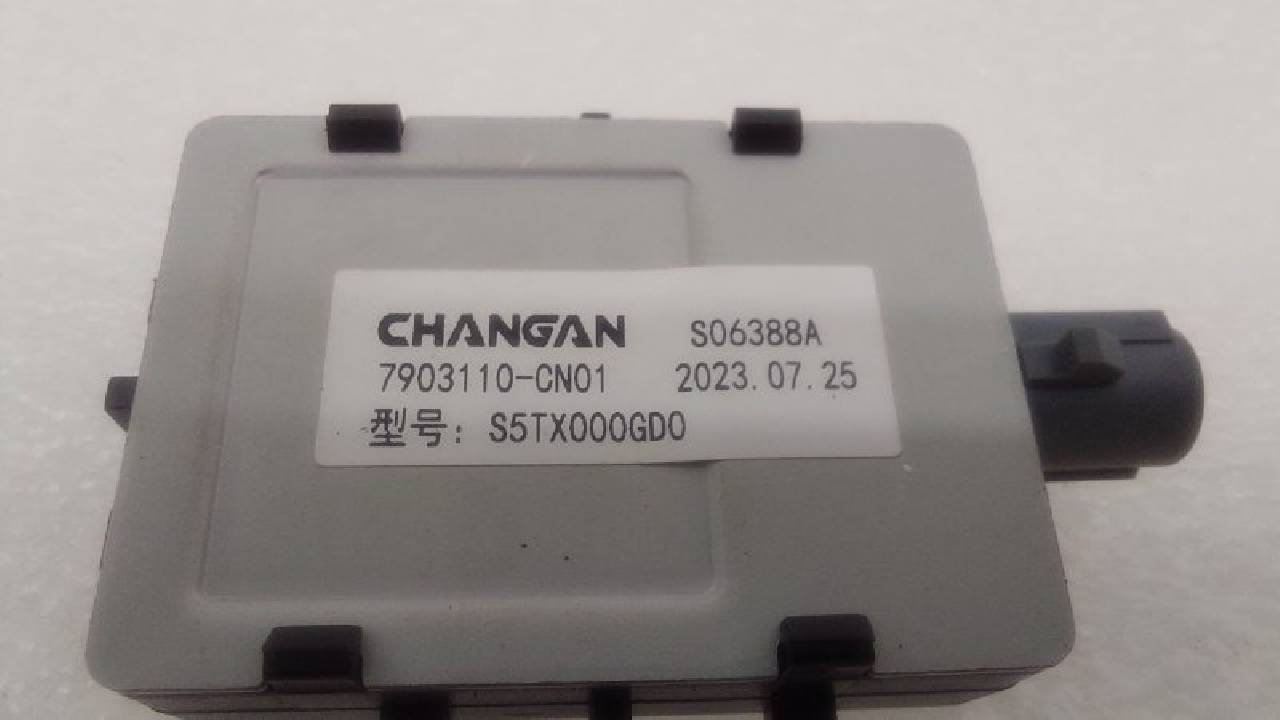 CHANGAN S06388A
7903110-CN01 2023.07.25
型号: S5TX000GD0